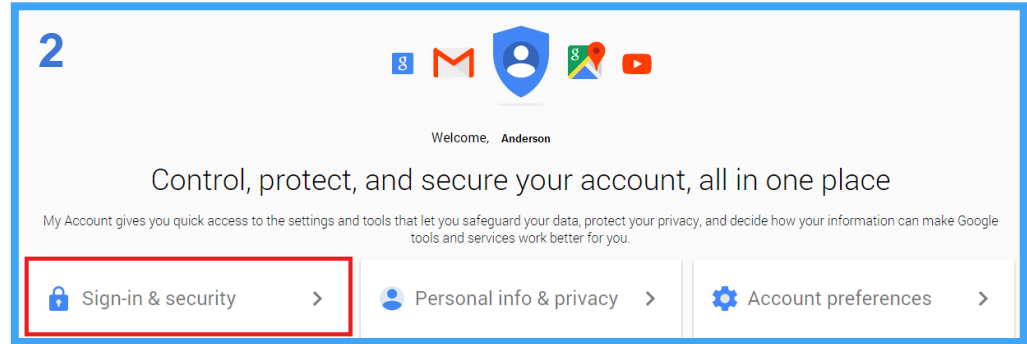 2
8
8
Welcome, Anderson
Control, protect, and secure your account, all in one place
My Account gives you quick access to the settings and tools that let you safeguard your data, protect your privacy, and decide how your information can make Google
tools and services work better for you.
Sign-in & security
Personal info & privacy
Account preferences